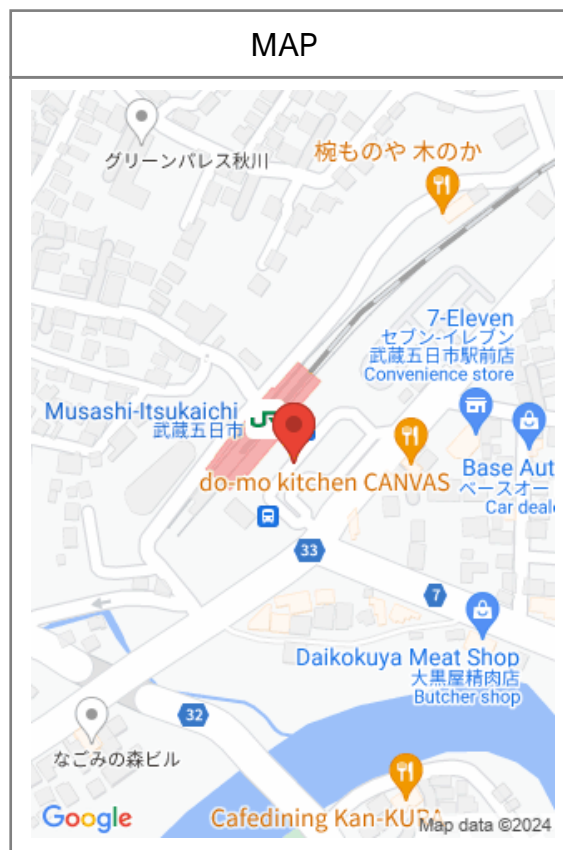 MAP
グリーンパレス秋川
椀ものや 木のか
7-Eleven
セブン-イレブン
武蔵五日市駅前店
Convenience store
Musashi-Itsukaichi
武蔵五日市
JR
do-mo kitchen CANVAS
Base Aut
ベースオー
Car deale
33
7
Daikokuya Meat Shop
大黒屋精肉店
Butcher shop
32
なごみの森ビル
Cafedining Kan-KURA
Google
Map data ©2024